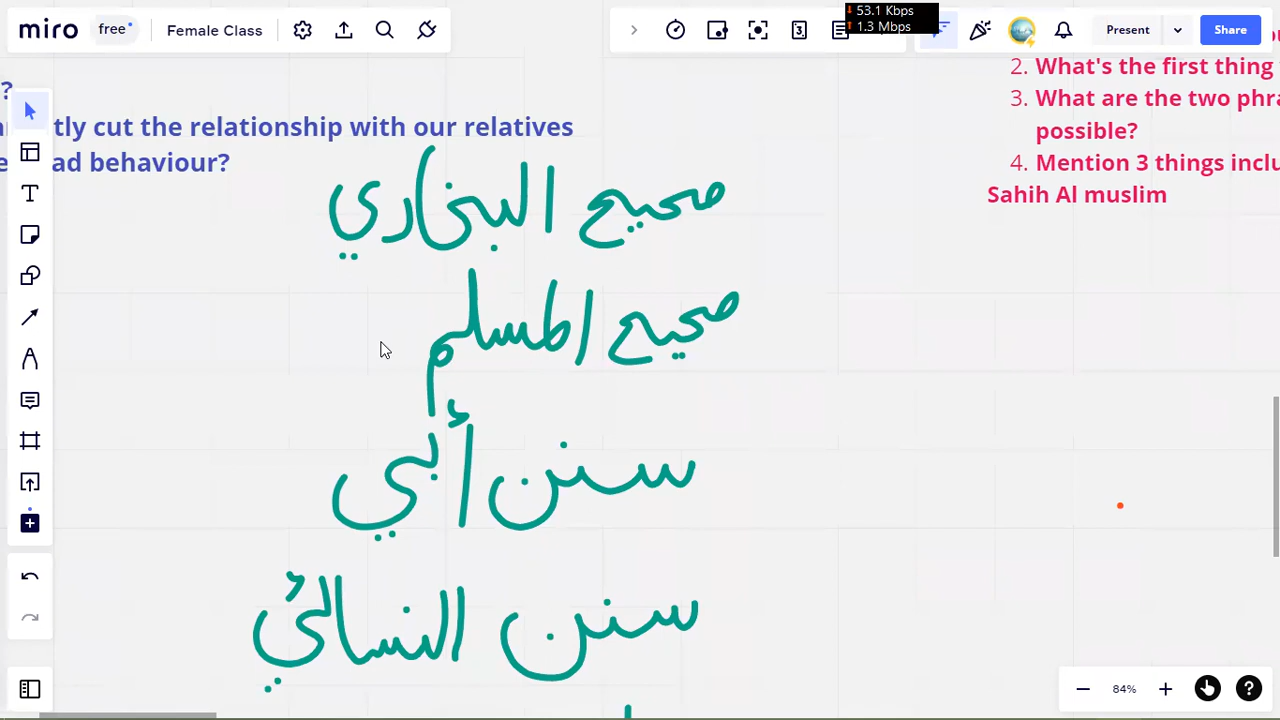 53.1 Kbps
1.3 Mbps
miro
free
Female Class
Present
Share
?
tly cut the relationship with our relatives
ad behaviour?
2. What's the first thing
3. What are the two phra
possible?
4. Mention 3 things inclu
Sahih Al muslim
صحيح البخاري
صحيح المسلم
سنن أبي
سنن النسائي
84%